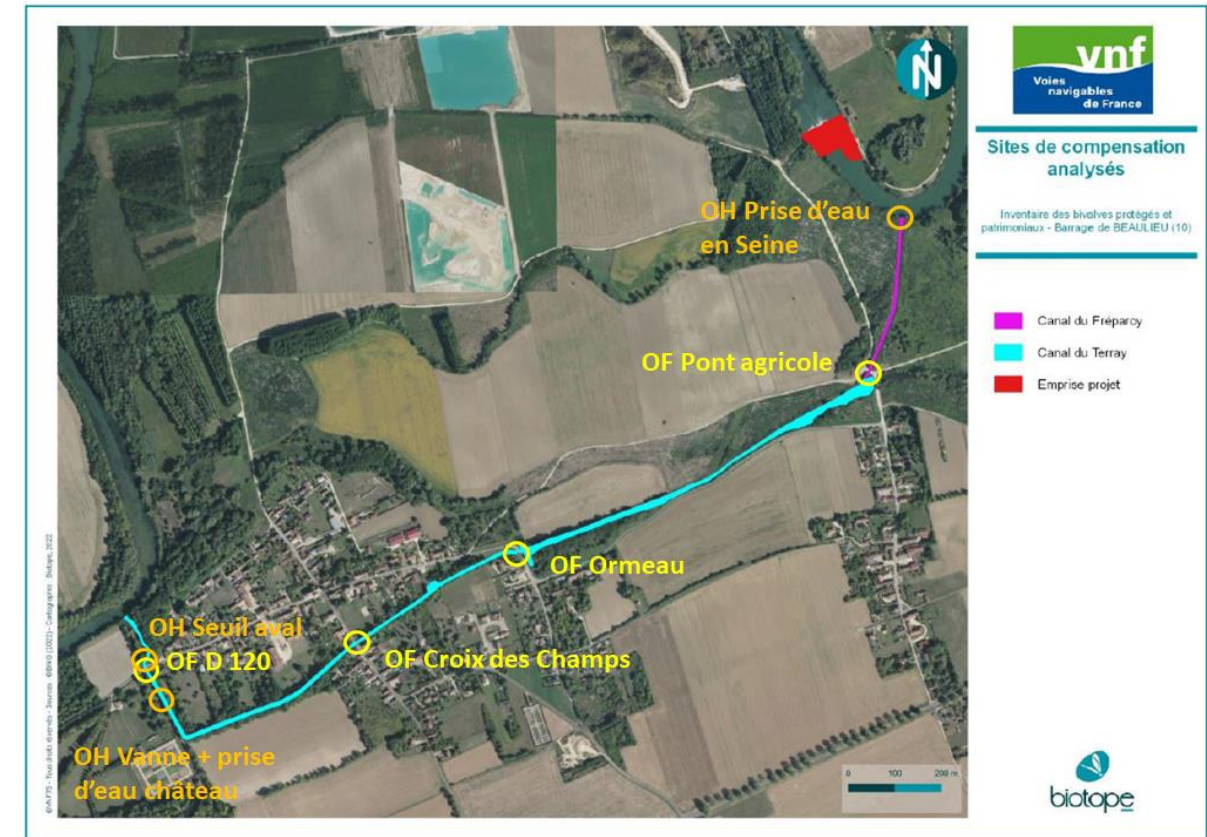 OH Prise d'eau
en Seine
OF Pont agricole
OF Ormeau
OH Seuil aval
OF D 120
OF Croix des Champs
OH Vanne + prise
d'eau château
N
0 100 200 m
vnf
Voies
navigables
de France
Sites de compensation
analysés
Inventaire des bivalves protégés et
patrimoniaux - Barrage de BEAULIEU (10)
Canal du Fréparoy
Canal du Terray
Emprise projet
biotope